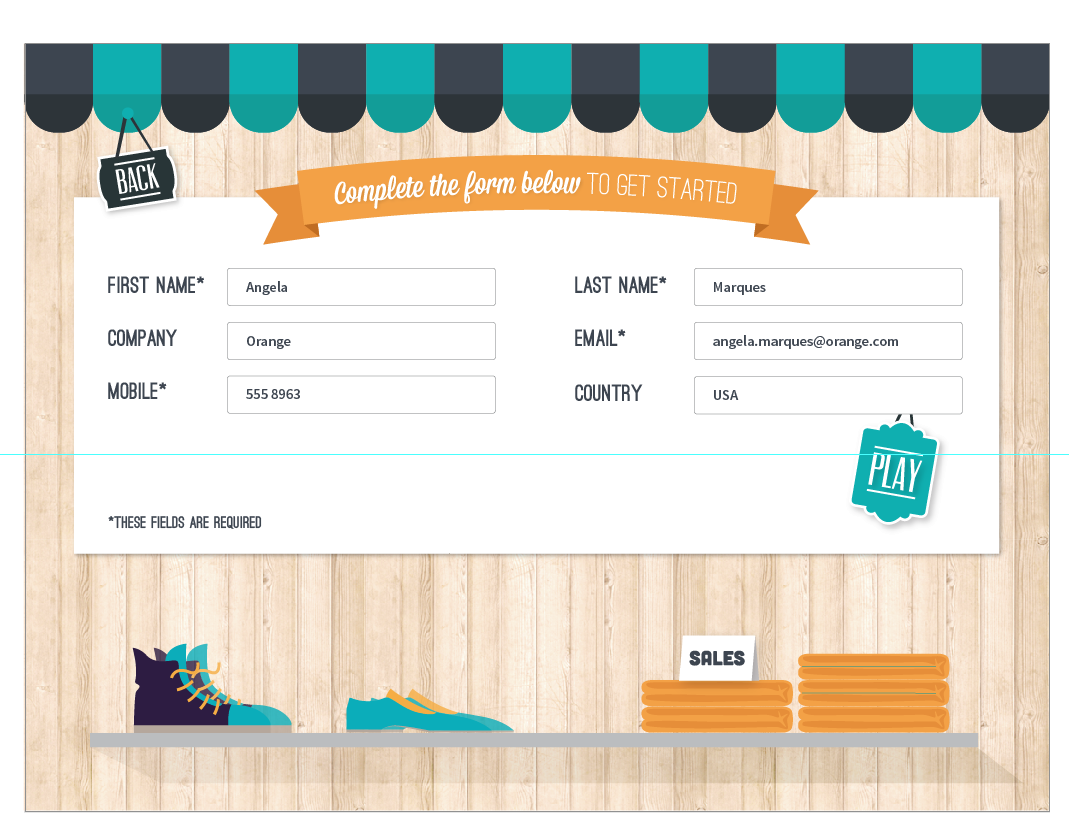 BACK
Complete the form below TO GET STARTED
FIRST NAME* Angela
LAST NAME* Marques
COMPANY Orange
EMAIL* angela.marques@orange.com
MOBILE* 555 8963
COUNTRY USA
PLAY
*THESE FIELDS ARE REQUIRED
SALES